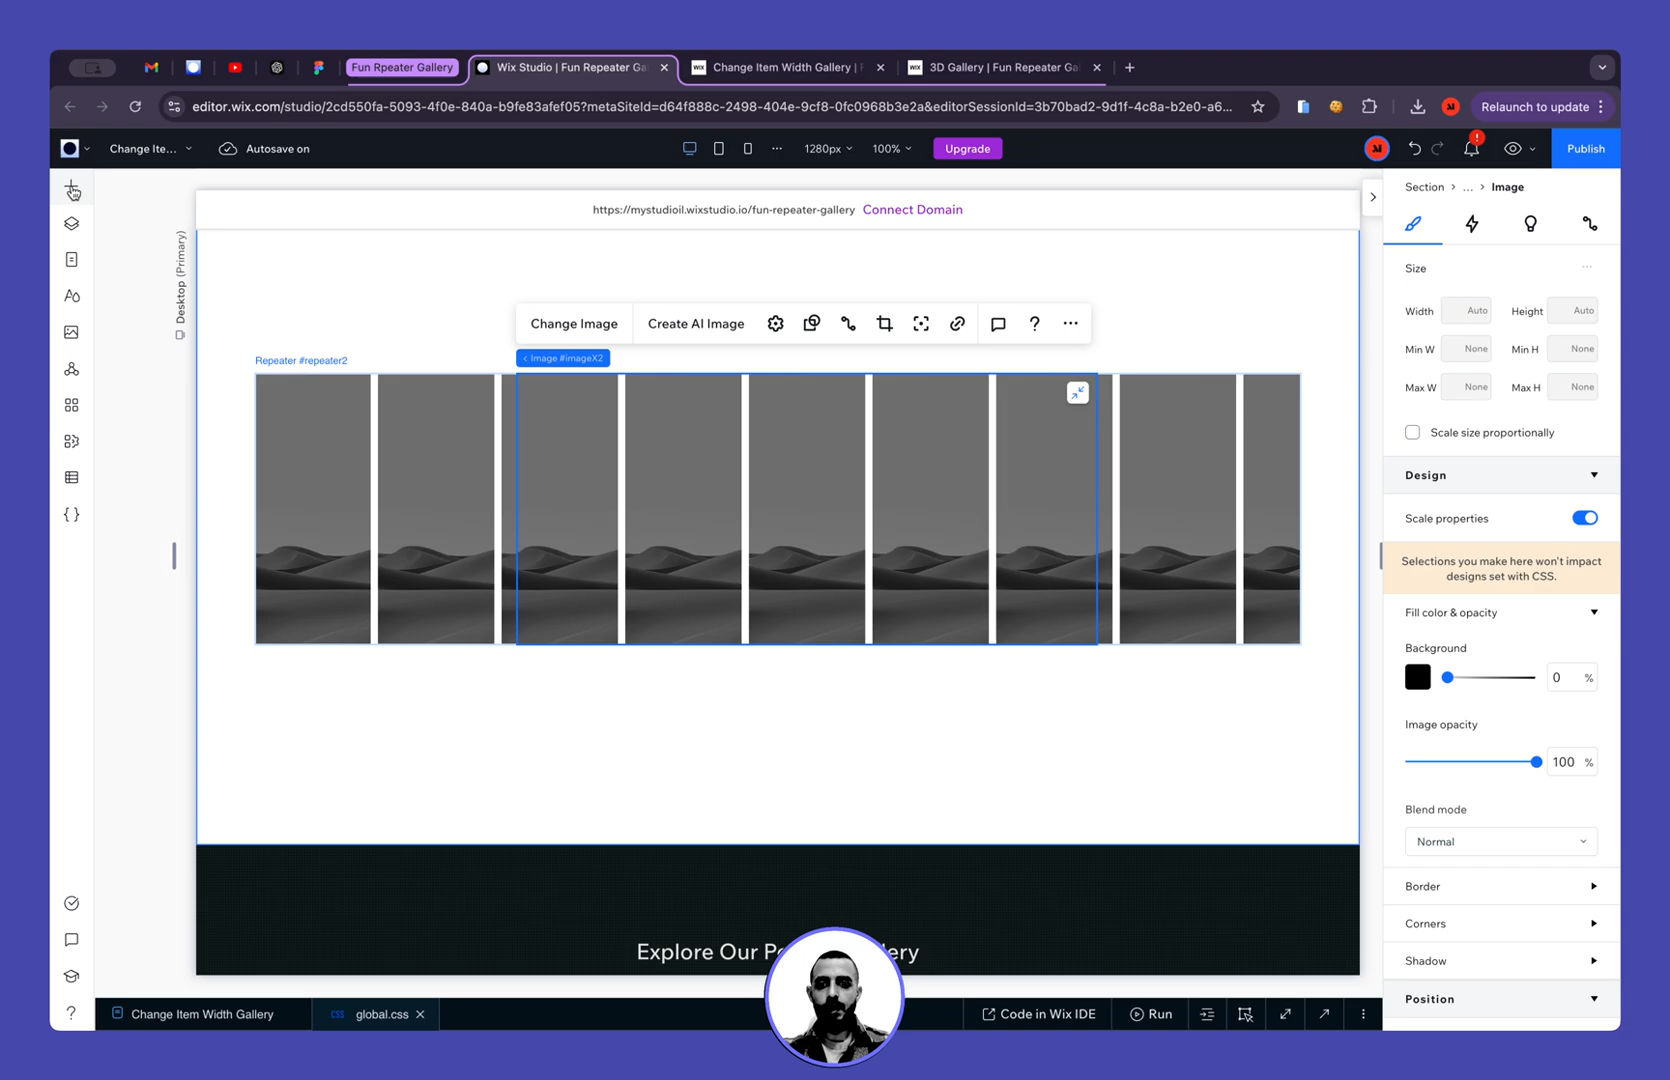 Fun Rpeater Gallery
Wix Studio | Fun Repeater Ga
WIX Change Item Width Gallery |
WIX 3D Gallery | Fun Repeater Ga
editor.wix.com/studio/2cd550fa-5093-4f0e-840a-b9fe83afef05?metaSiteId=d64f888c-2498-404e-9cf8-0fc0968b3e2a&editorSessionId=3b70bad2-9d1f-4c8a-b2e0-a6...
Relaunch to update
Change Ite...
Autosave on
1280px
100%
Upgrade
Publish
https://mystudioil.wixstudio.io/fun-repeater-gallery Connect Domain
Desktop (Primary)
Change Image
Create AI Image
Repeater #repeater2
Image #imageX2
Explore Our P
ery
Section > ... > Image
Size
Width Auto Height Auto
Min W None Min H None
Max W None Max H None
Scale size proportionally
Design
Scale properties
Selections you make here won't impact
designs set with CSS.
Fill color & opacity
Background
0 %
Image opacity
100 %
Blend mode
Normal
Border
Corners
Shadow
Position
Change Item Width Gallery
CSS global.css
Code in Wix IDE
Run